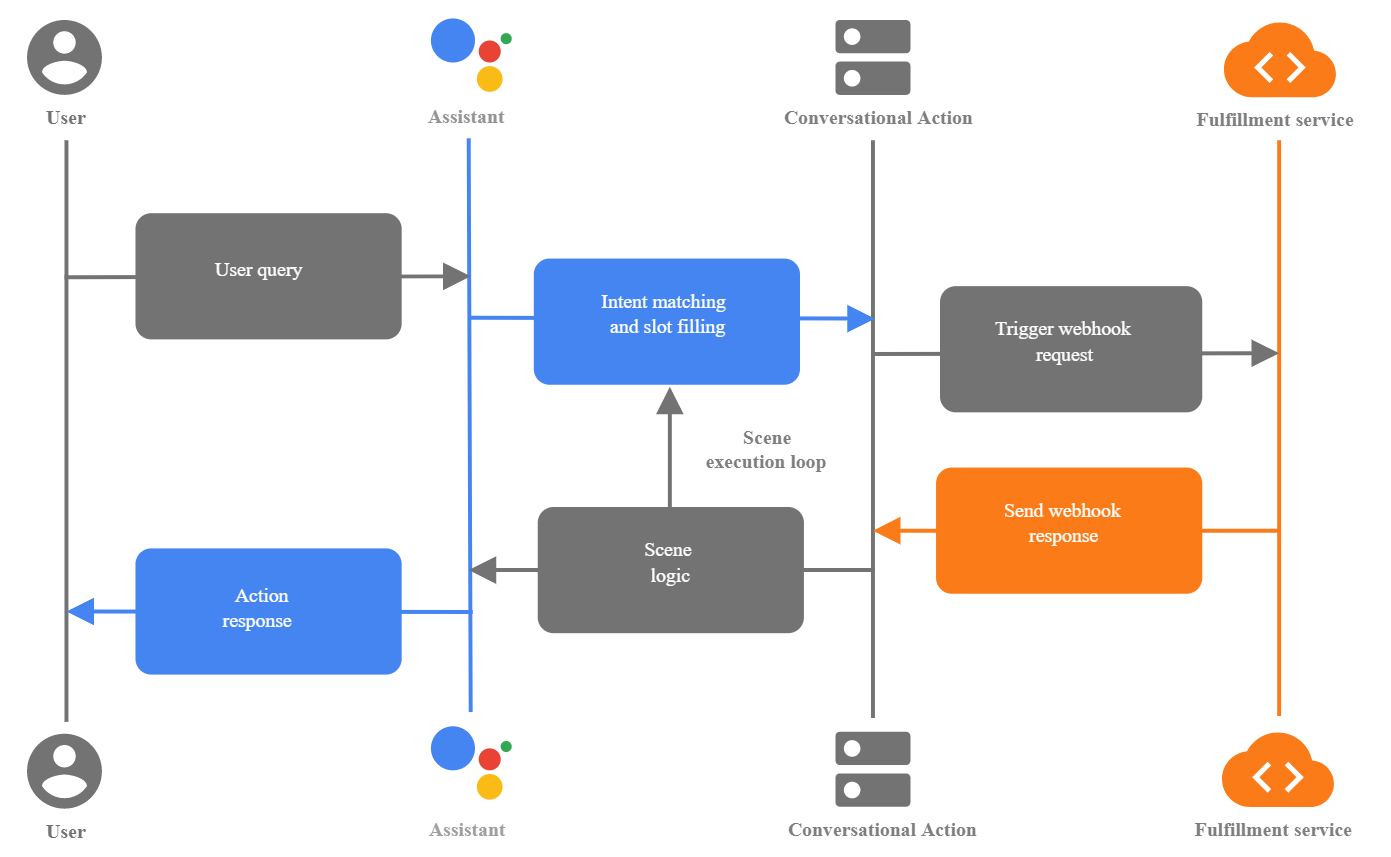 User
Assistant
Conversational Action
Fulfillment service
User query
Intent matching
and slot filling
Trigger webhook
request
Scene
execution loop
Send webhook
response
Scene
logic
Action
response
User
Assistant
Conversational Action
Fulfillment service